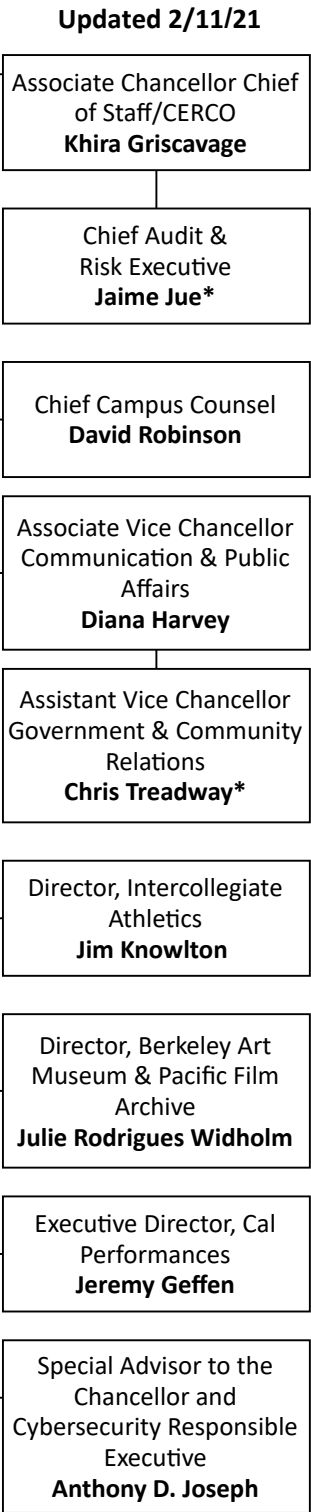 Updated 2/11/21
Associate Chancellor Chief
of Staff/CERCO
Khira Griscavage
Chief Audit &
Risk Executive
Jaime Jue*
Chief Campus Counsel
David Robinson
Associate Vice Chancellor
Communication & Public
Affairs
Diana Harvey
Assistant Vice Chancellor
Government & Community
Relations
Chris Treadway*
Director, Intercollegiate
Athletics
Jim Knowlton
Director, Berkeley Art
Museum & Pacific Film
Archive
Julie Rodrigues Widholm
Executive Director, Cal
Performances
Jeremy Geffen
Special Advisor to the
Chancellor and
Cybersecurity Responsible
Executive
Anthony D. Joseph